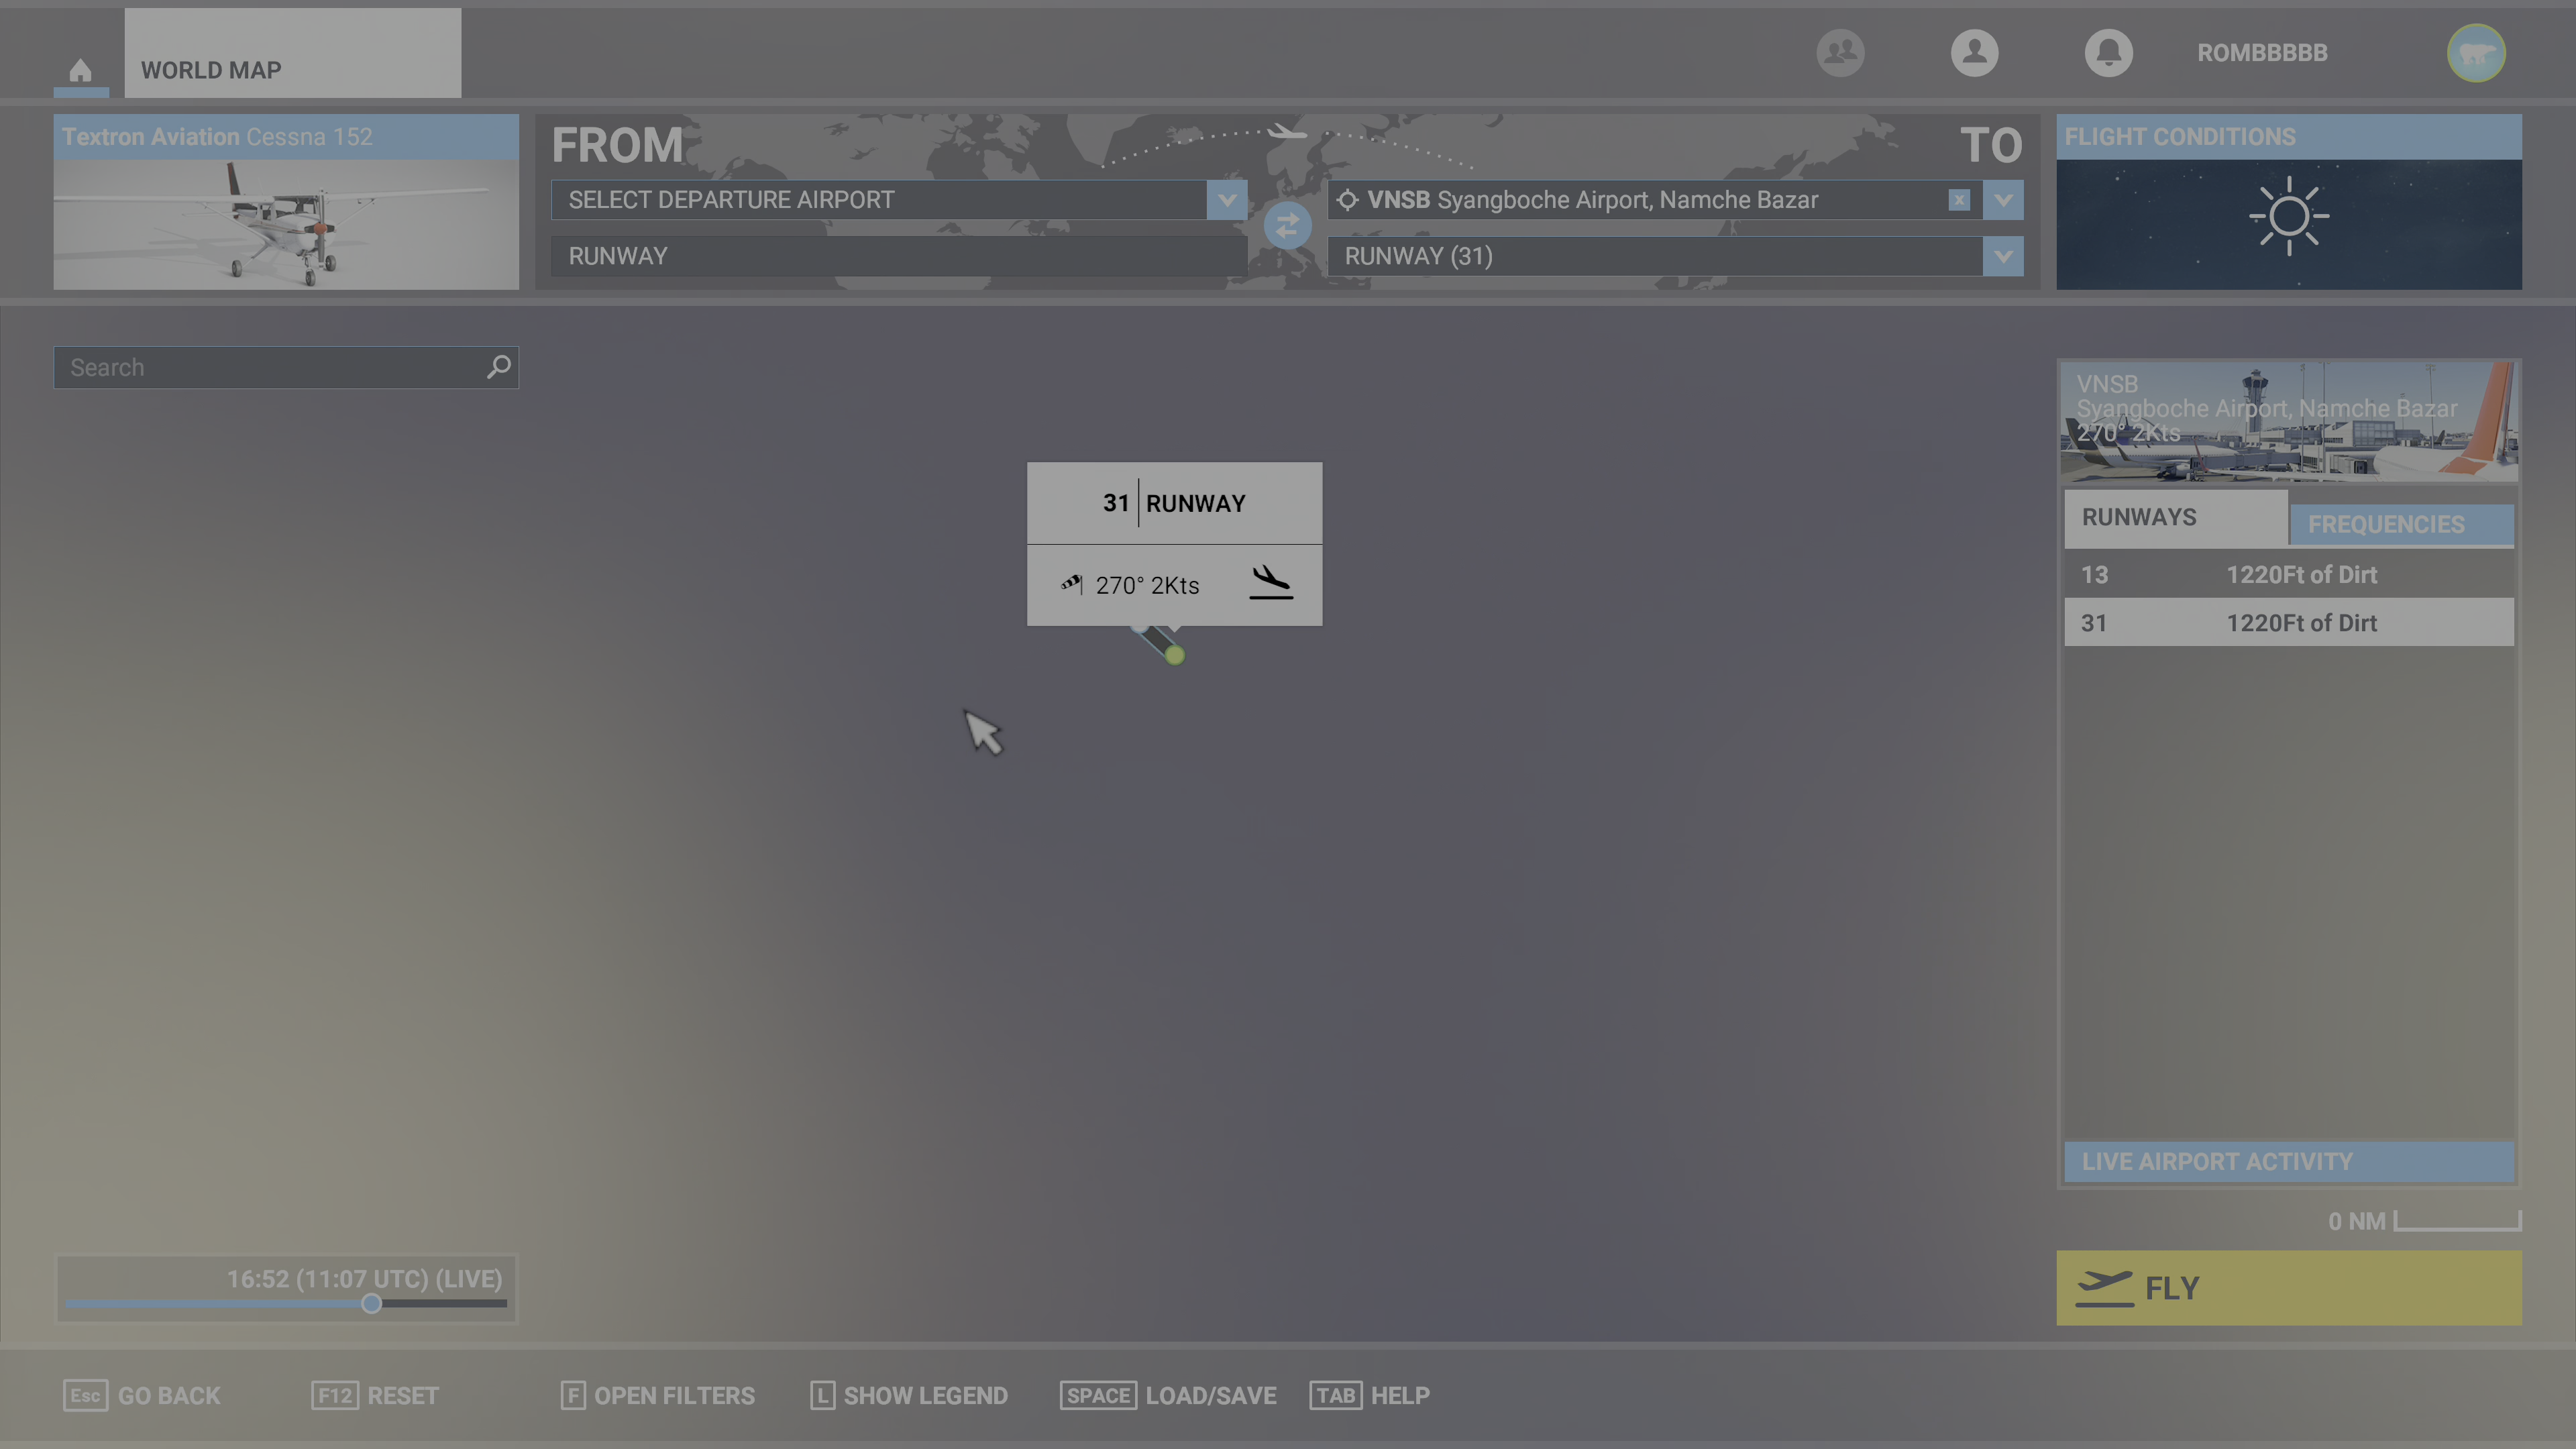 WORLD MAP
ROMBBBBB
Textron Aviation Cessna 152
FROM
TO
FLIGHT CONDITIONS
SELECT DEPARTURE AIRPORT
VNSB Syangboche Airport, Namche Bazar
x
RUNWAY
RUNWAY (31)
Search
VNSB
Syangboche Airport, Namche Bazar
270° 2Kts
31 RUNWAY
270° 2Kts
RUNWAYS
FREQUENCIES
13 1220Ft of Dirt
31 1220Ft of Dirt
LIVE AIRPORT ACTIVITY
0 NM
16:52 (11:07 UTC) (LIVE)
FLY
Esc GO BACK
F12 RESET
F OPEN FILTERS
L SHOW LEGEND
SPACE LOAD/SAVE
TAB HELP